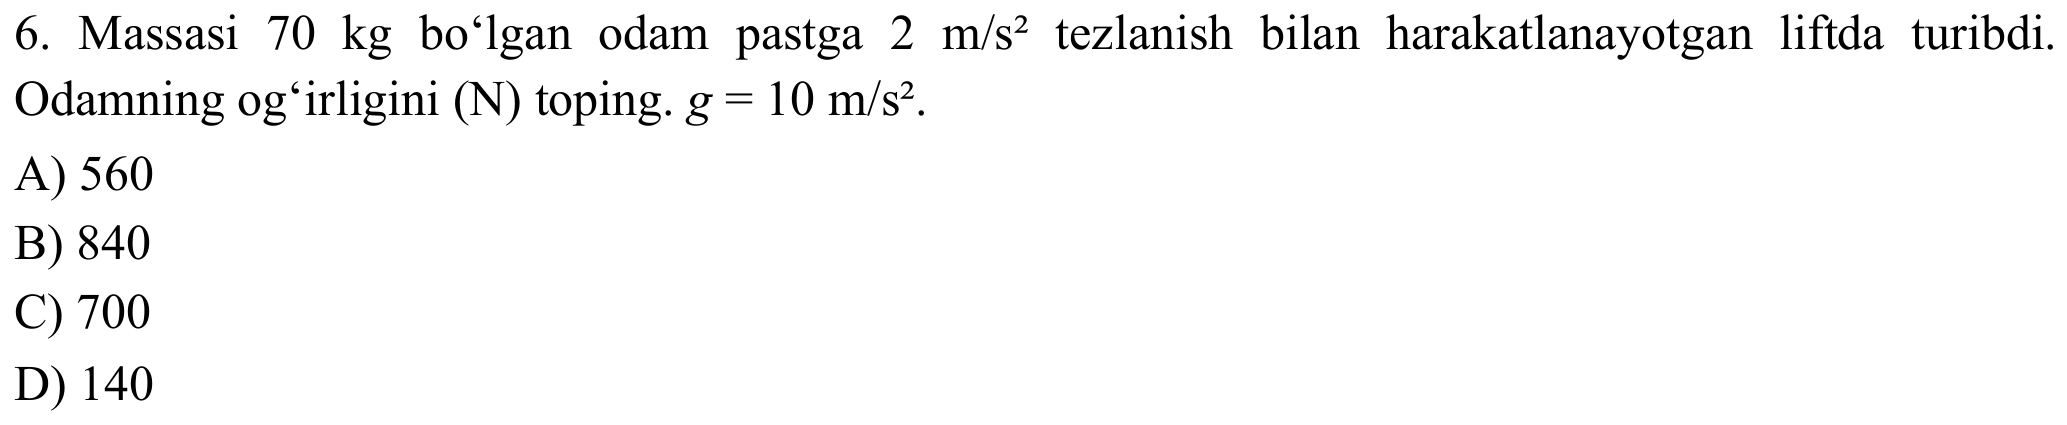 6. Massasi 70 kg bo‘lgan odam pastga 2 m/s² tezlanish bilan harakatlanayotgan liftda turibdi.
Odamning og‘irligini (N) toping. g = 10 m/s².
A) 560
B) 840
C) 700
D) 140